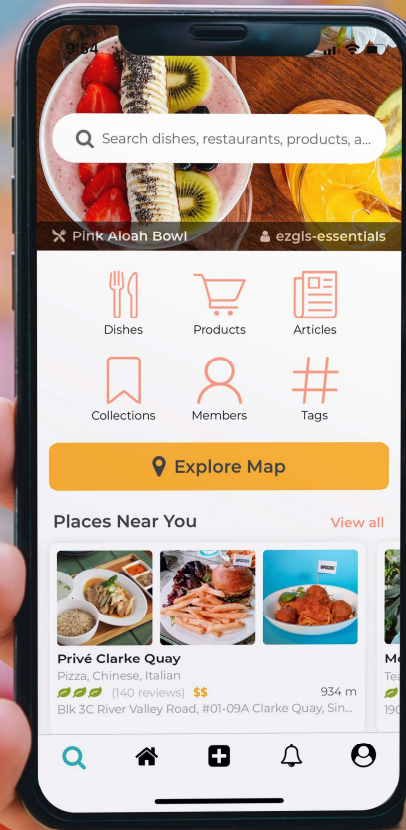 9:54
Search dishes, restaurants, products, a...
Pink Aloah Bowl
ezgis-essentials
Dishes
Products
Articles
Collections
Members
Tags
Explore Map
Places Near You
View all
Privé Clarke Quay
Pizza, Chinese, Italian
(140 reviews) $$
934 m
Blk 3C River Valley Road, #01-09A Clarke Quay, Sin...
M
Tea
190